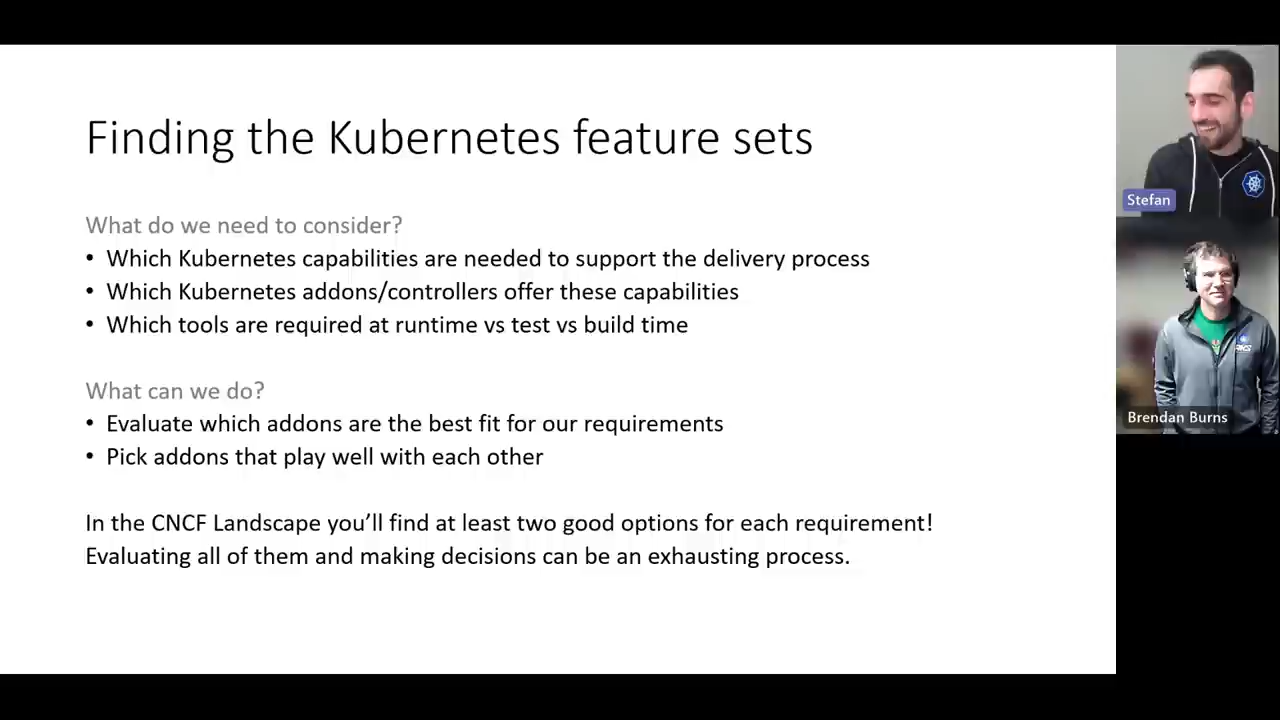 Finding the Kubernetes feature sets
What do we need to consider?
• Which Kubernetes capabilities are needed to support the delivery process
• Which Kubernetes addons/controllers offer these capabilities
• Which tools are required at runtime vs test vs build time
What can we do?
• Evaluate which addons are the best fit for our requirements
• Pick addons that play well with each other
In the CNCF Landscape you’ll find at least two good options for each requirement!
Evaluating all of them and making decisions can be an exhausting process.
Stefan
Brendan Burns